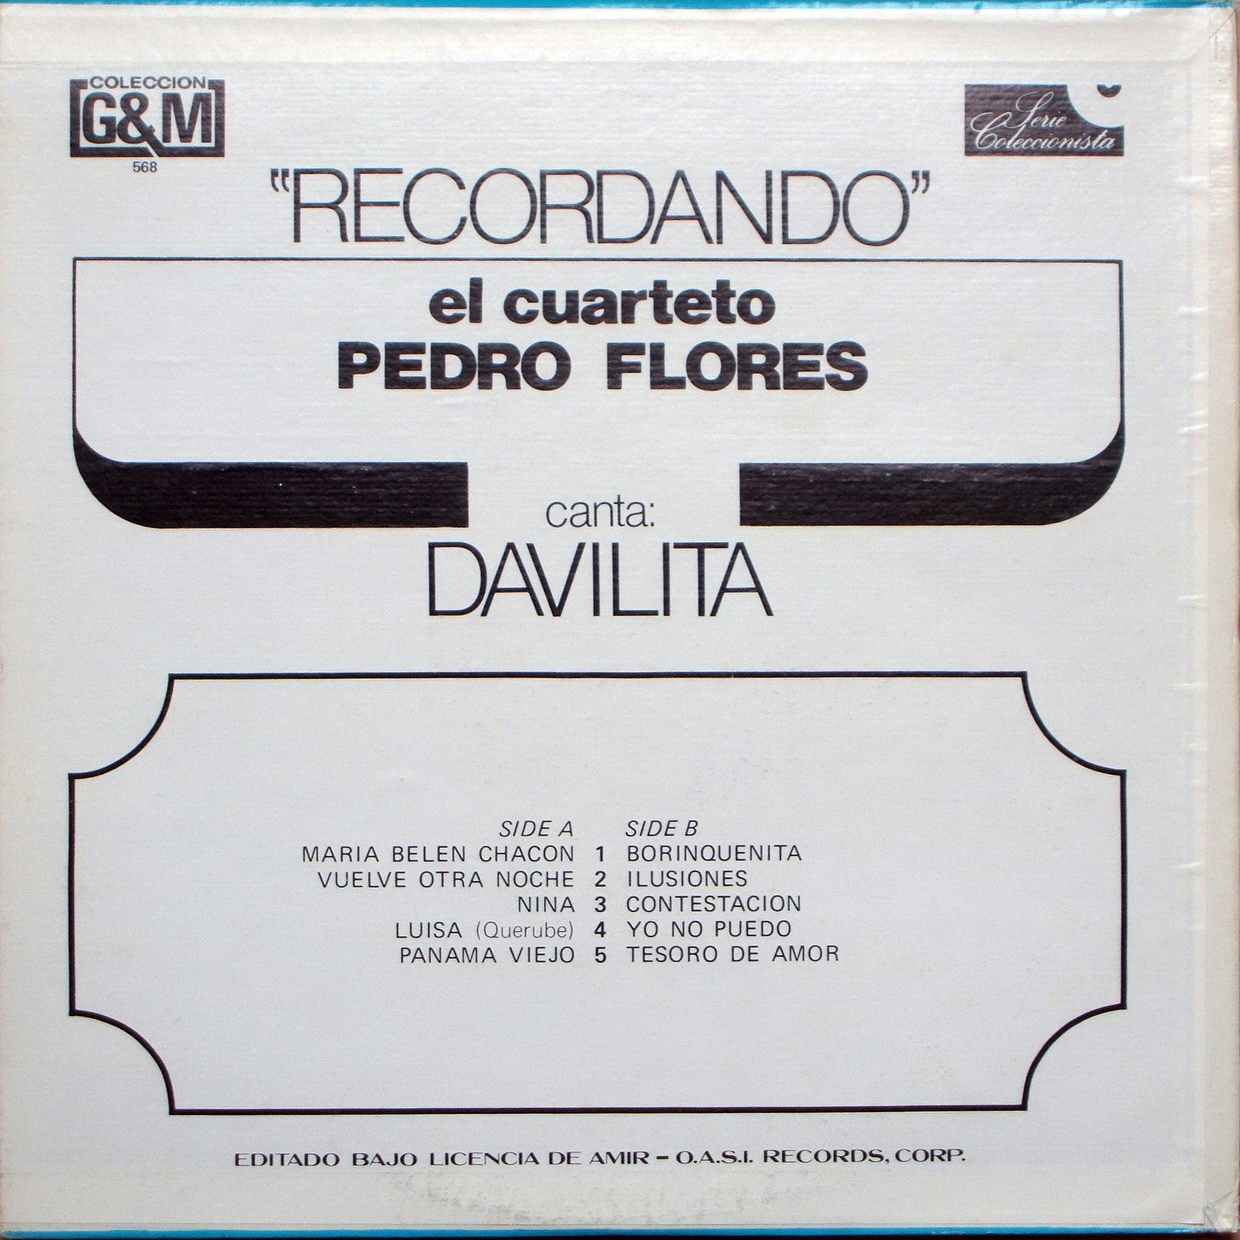 COLECCION
G&M
568
Serie
Coleccionista
"RECORDANDO"
el cuarteto
PEDRO FLORES
canta:
DAVILITA
SIDE A SIDE B
MARIA BELEN CHACON 1 BORINQUENITA
VUELVE OTRA NOCHE 2 ILUSIONES
NINA 3 CONTESTACION
LUISA (Querube) 4 YO NO PUEDO
PANAMA VIEJO 5 TESORO DE AMOR
EDITADO BAJO LICENCIA DE AMIR – O.A.S.I. RECORDS, CORP.